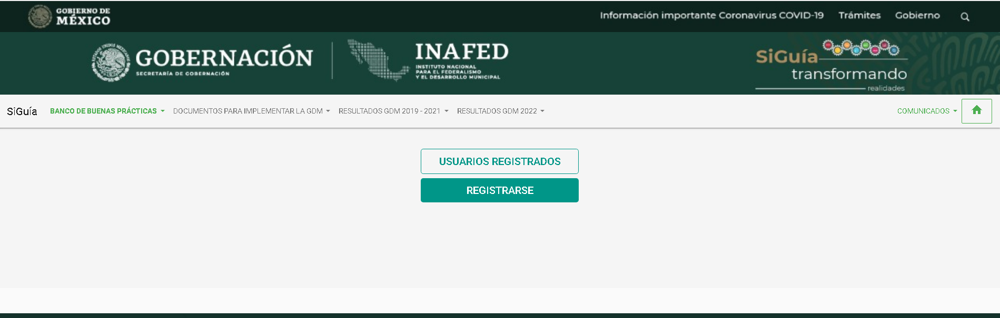 GOBIERNO DE
MÉXICO
Información importante Coronavirus COVID-19 Trámites Gobierno
GOBERNACIÓN
SECRETARÍA DE GOBERNACIÓN
INAFED
INSTITUTO NACIONAL
PARA EL FEDERALISMO
Y EL DESARROLLO MUNICIPAL
SiGuía
transformando
realidades
SiGuía BANCO DE BUENAS PRÁCTICAS DOCUMENTOS PARA IMPLEMENTAR LA GDM RESULTADOS GDM 2019 - 2021 RESULTADOS GDM 2022 COMUNICADOS
USUARIOS REGISTRADOS
REGISTRARSE